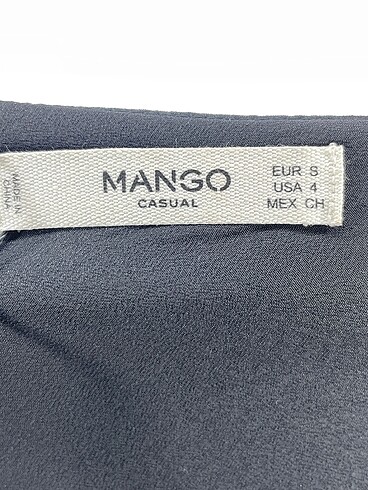 MADE IN
CHINA
MANGO
CASUAL
EUR S
USA 4
MEX CH